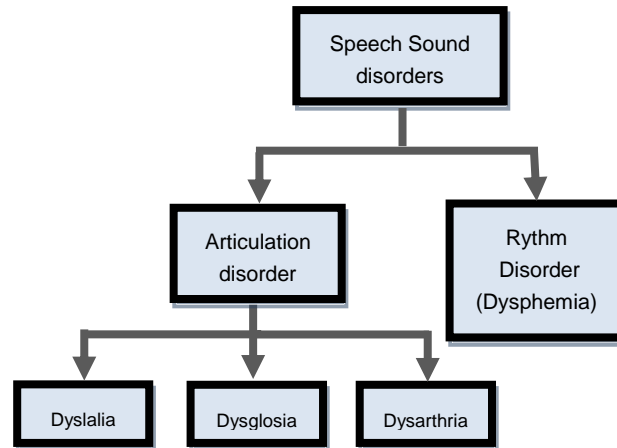 Speech Sound
disorders
Articulation
disorder
Rythm
Disorder
(Dysphemia)
Dyslalia
Dysglosia
Dysarthria